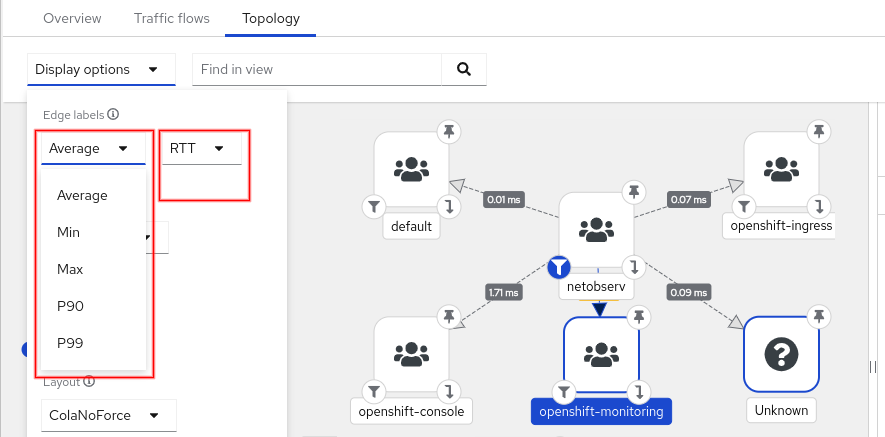 Overview Traffic flows Topology
Display options Find in view
Edge labels
Average RTT
Average
Min
Max
P90
P99
Layout
ColaNoForce
default
openshift-ingress
0.01 ms
0.07 ms
netobserv
1.71 ms
0.09 ms
openshift-console
openshift-monitoring
Unknown